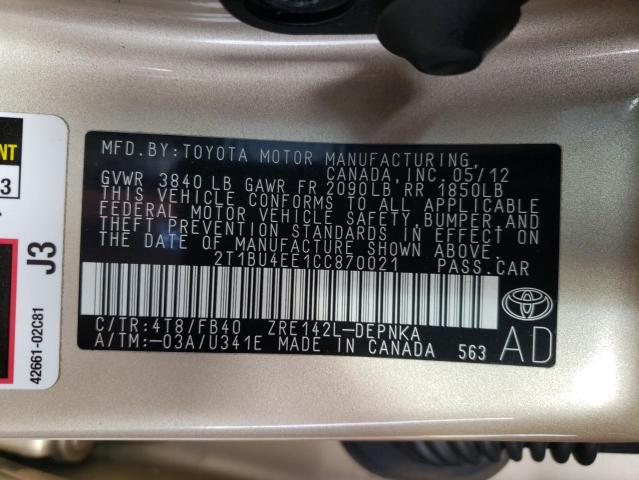 MFD.BY:TOYOTA MOTOR MANUFACTURING,
CANADA, INC. 05/12
GVWR 3840 LB GAWR FR 2090LB RR 1850LB
THIS VEHICLE CONFORMS TO ALL APPLICABLE
FEDERAL MOTOR VEHICLE SAFETY, BUMPER, AND
THEFT PREVENTION STANDARDS IN EFFECT ON
THE DATE OF MANUFACTURE SHOWN ABOVE.
2T1BU4EE1CC870021 PASS.CAR
C/TR:4T8/FB40 ZRE142L-DEPNKA
A/TM:-03A/U341E MADE IN CANADA 563
AD
NT
3
J3
42661-02C81